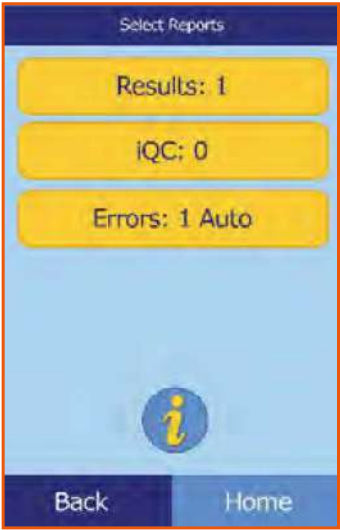 Select Reports
Results: 1
iQC: 0
Errors: 1 Auto
i
Back Home